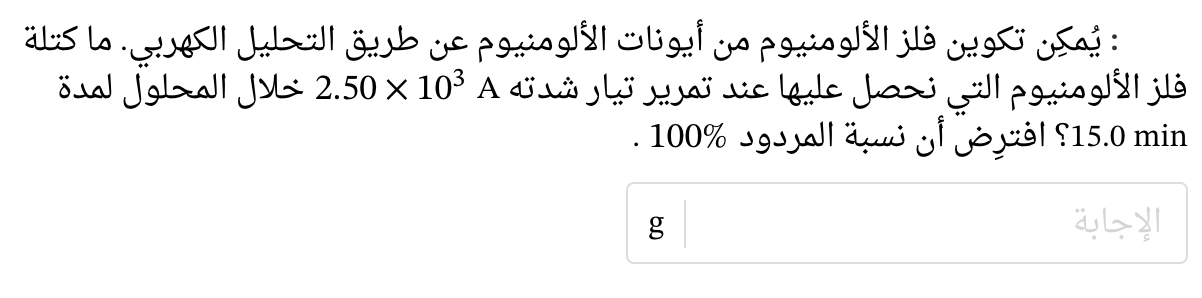 : يُمكِن تكوين فلز الألومنيوم من أيونات الألومنيوم عن طريق التحليل الكهربي. ما كتلة
فلز الألومنيوم التي نحصل عليها عند تمرير تيار شدته 2.50 × 10³ A خلال المحلول لمدة
15.0 min؟ افترِض أن نسبة المردود 100% .
الإجابة
g